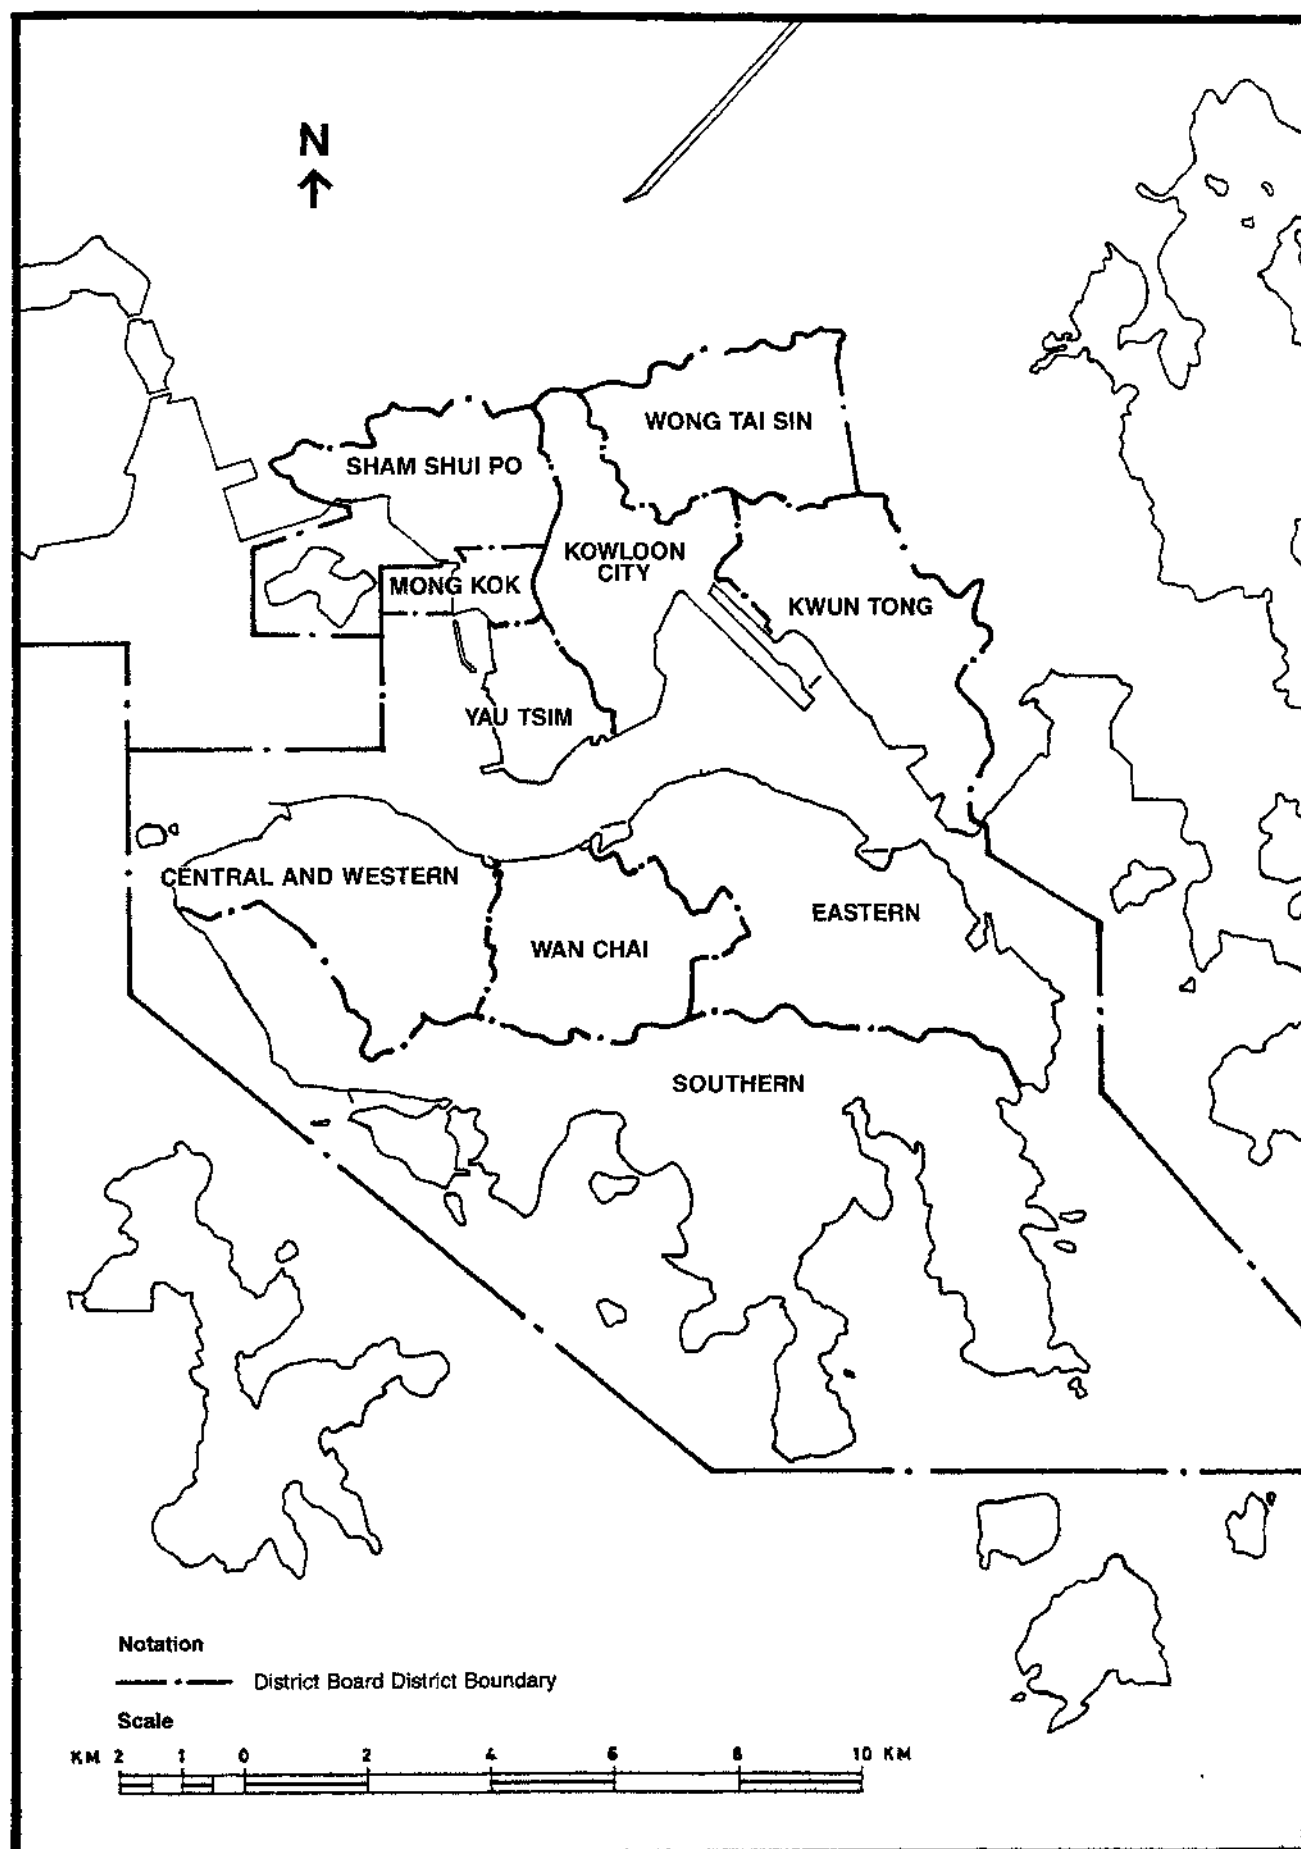 N
WONG TAI SIN
SHAM SHUI PO
KOWLOON
CITY
MONG KOK
KWUN TONG
YAU TSIM
CENTRAL AND WESTERN
EASTERN
WAN CHAI
SOUTHERN
Notation
District Board District Boundary
Scale
KM 2 1 0 2 4 6 8 10 KM